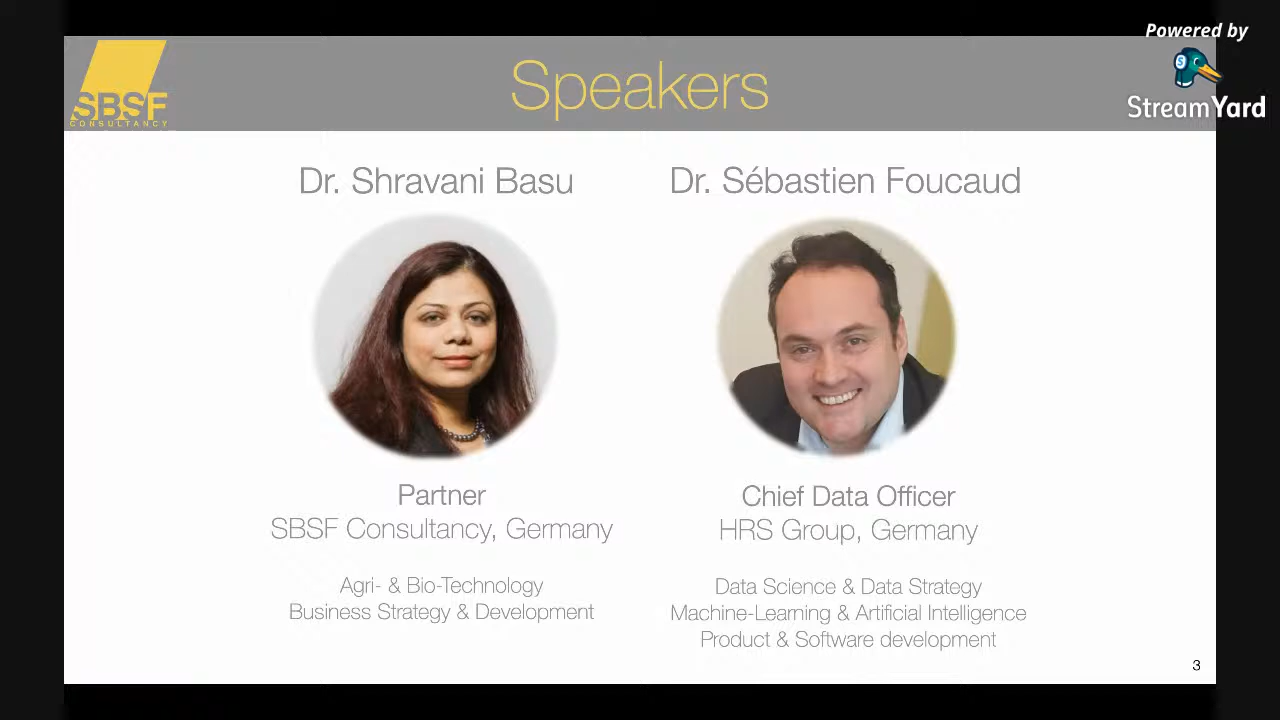 Powered by
StreamYard
SBSF
CONSULTANCY
Speakers
Dr. Shravani Basu
Partner
SBSF Consultancy, Germany
Agri- & Bio-Technology
Business Strategy & Development
Dr. Sébastien Foucaud
Chief Data Officer
HRS Group, Germany
Data Science & Data Strategy
Machine-Learning & Artificial Intelligence
Product & Software development
3